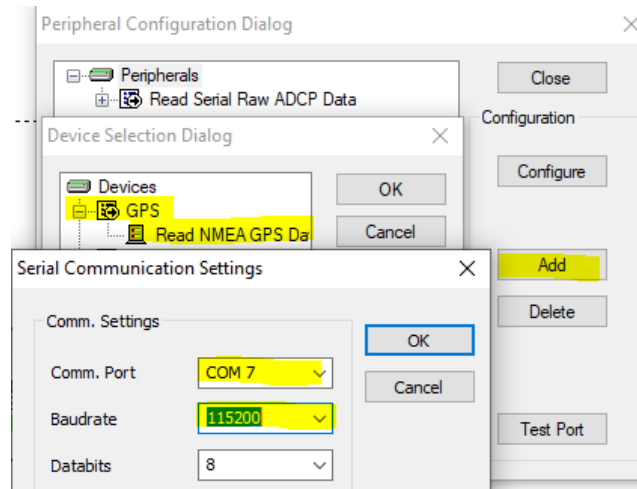 Peripheral Configuration Dialog
Peripherals
Read Serial Raw ADCP Data
Close
Configuration
Configure
Add
Delete
Test Port
Device Selection Dialog
Devices
GPS
Read NMEA GPS Da
OK
Cancel
Serial Communication Settings
Comm. Settings
Comm. Port COM 7
Baudrate 115200
Databits 8
OK
Cancel